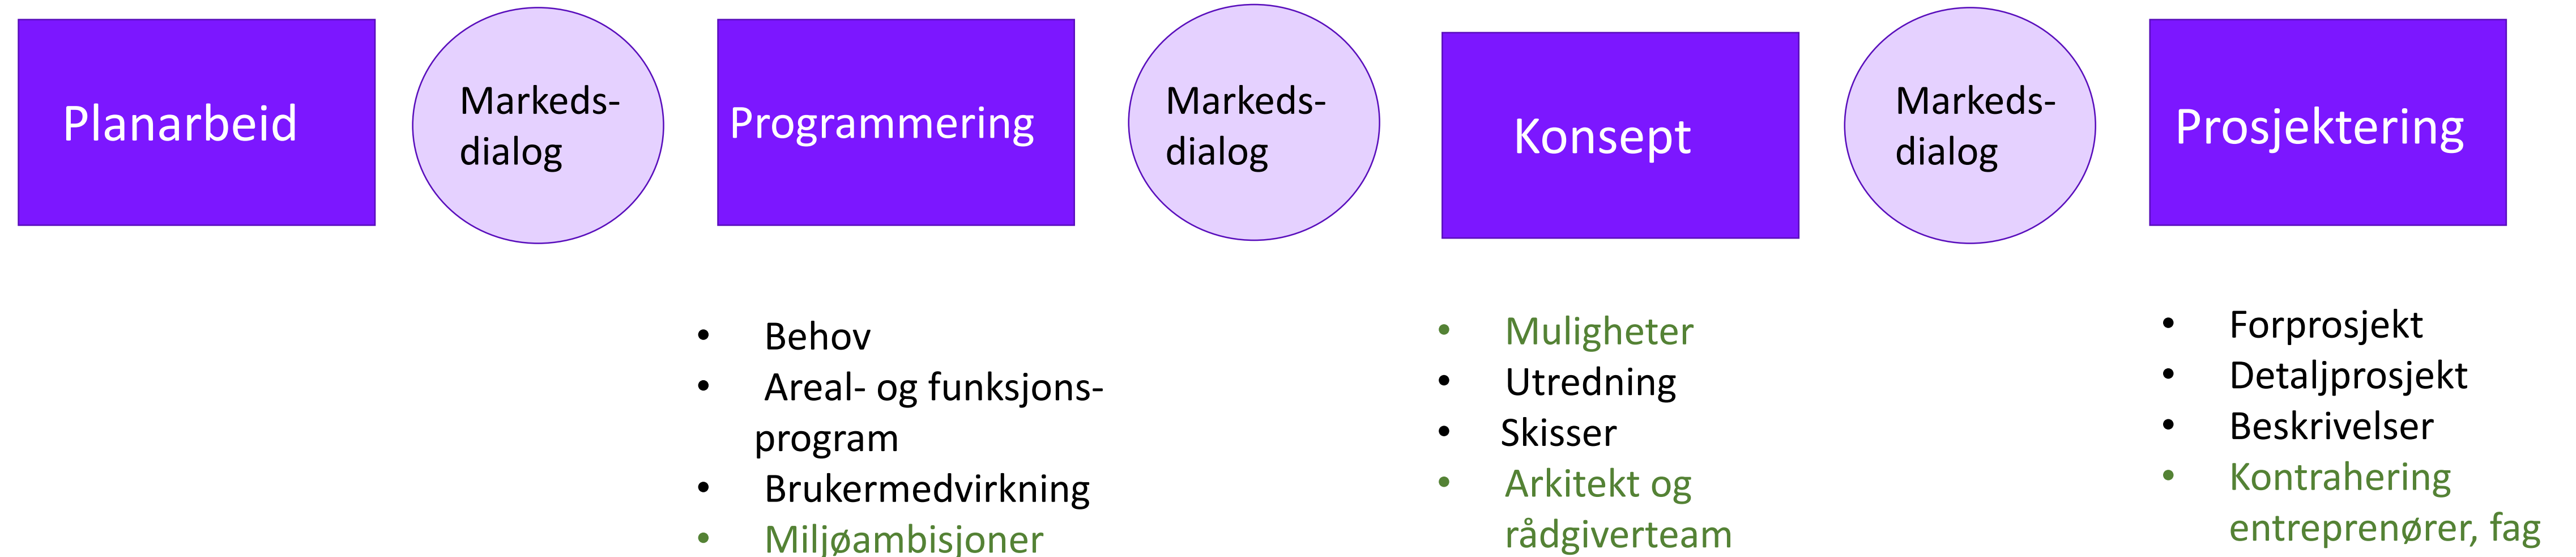 Planarbeid
Markeds-
dialog
Programmering
Markeds-
dialog
Konsept
Markeds-
dialog
Prosjektering
• Behov
• Areal- og funksjons-
program
• Brukermedvirkning
• Miljøambisjoner
• Muligheter
• Utredning
• Skisser
• Arkitekt og
rådgiverteam
• Forprosjekt
• Detaljprosjekt
• Beskrivelser
• Kontrahering
entreprenører, fag